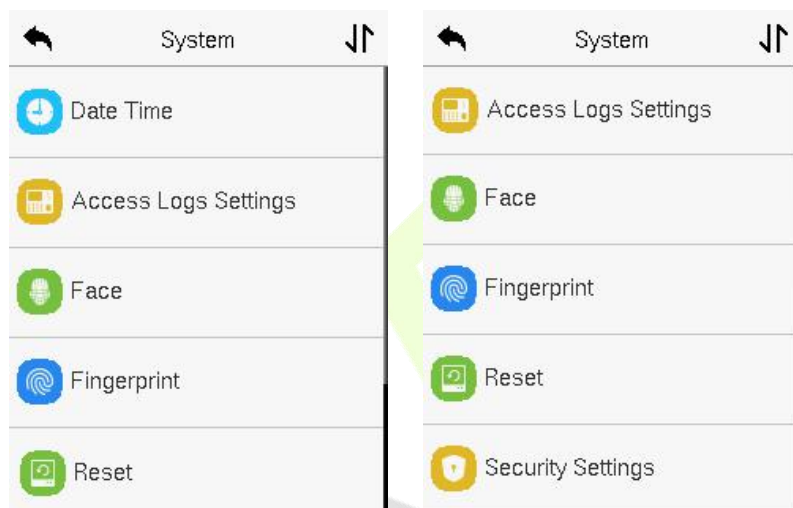 System
Date Time
Access Logs Settings
Face
Fingerprint
Reset
System
Access Logs Settings
Face
Fingerprint
Reset
Security Settings